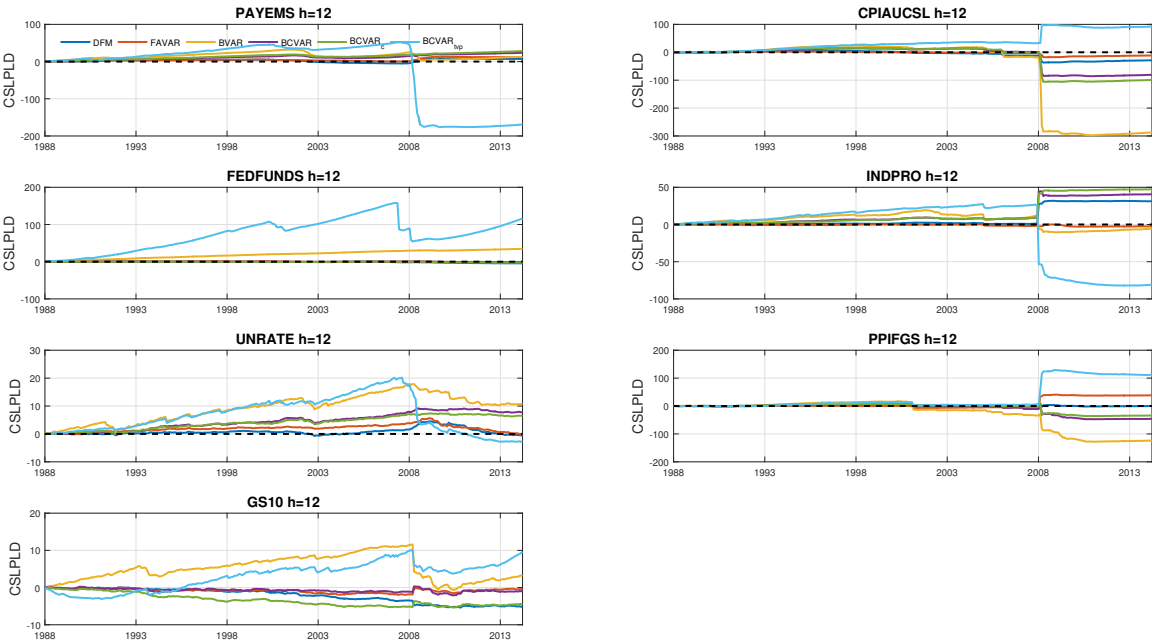 PAYEMS h=12
CSLPLD
DFM FAVAR BVAR BCVAR BCVAR_c BCVAR_tvp
100
0
-100
-200
1988 1993 1998 2003 2008 2013
CPIAUCSL h=12
CSLPLD
100
0
-100
-200
-300
1988 1993 1998 2003 2008 2013
FEDFUNDS h=12
CSLPLD
200
100
0
-100
1988 1993 1998 2003 2008 2013
INDPRO h=12
CSLPLD
50
0
-50
-100
1988 1993 1998 2003 2008 2013
UNRATE h=12
CSLPLD
30
20
10
0
-10
1988 1993 1998 2003 2008 2013
PPIFGS h=12
CSLPLD
200
100
0
-100
-200
1988 1993 1998 2003 2008 2013
GS10 h=12
CSLPLD
20
10
0
-10
1988 1993 1998 2003 2008 2013